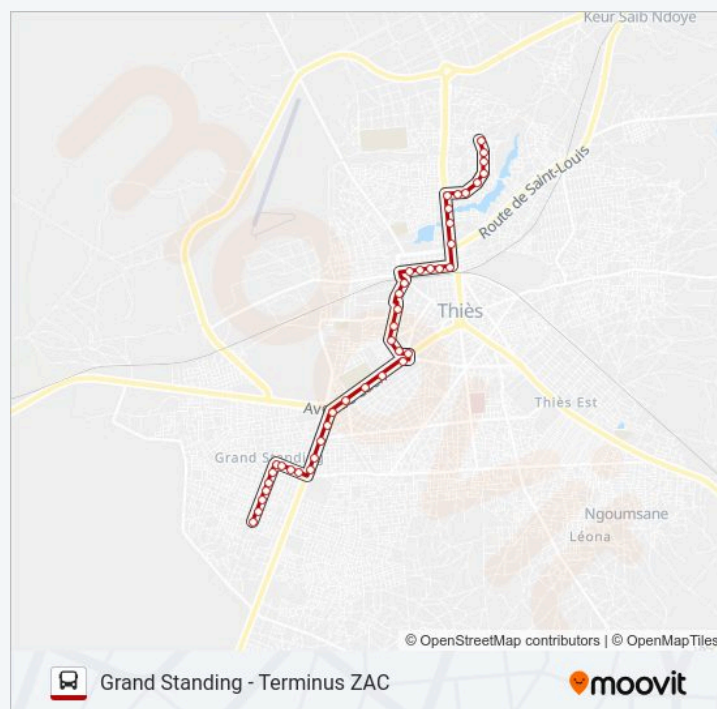 Keur Saïb Ndoye
Route de Saint-Louis
Thiès
Thiès Est
Grand Standing
Ngoumsane
Léona
© OpenStreetMap contributors | © OpenMapTiles
Grand Standing - Terminus ZAC
moovit